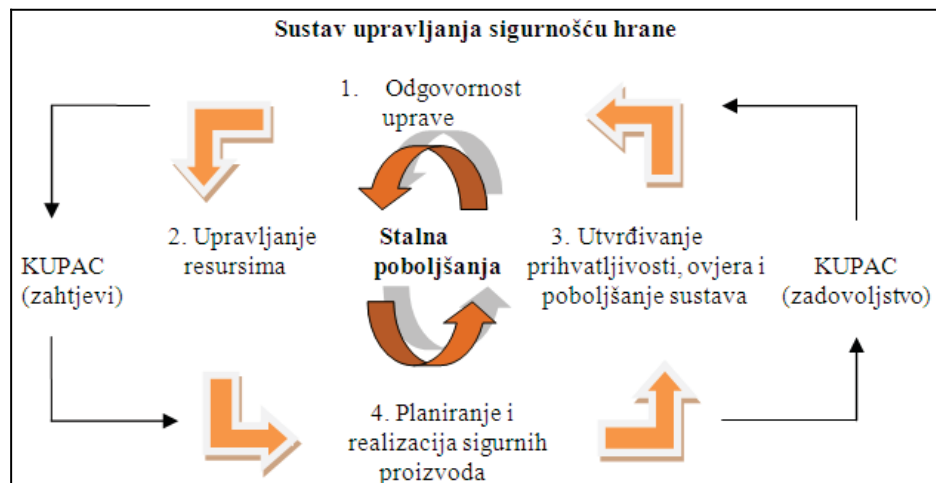 Sustav upravljanja sigurnošću hrane
1. Odgovornost
uprave
2. Upravljanje
resursima
Stalna
poboljšanja
3. Utvrđivanje
prihvatljivosti, ovjera i
poboljšanje sustava
KUPAC
(zahtjevi)
KUPAC
(zadovoljstvo)
4. Planiranje i
realizacija sigurnih
proizvoda